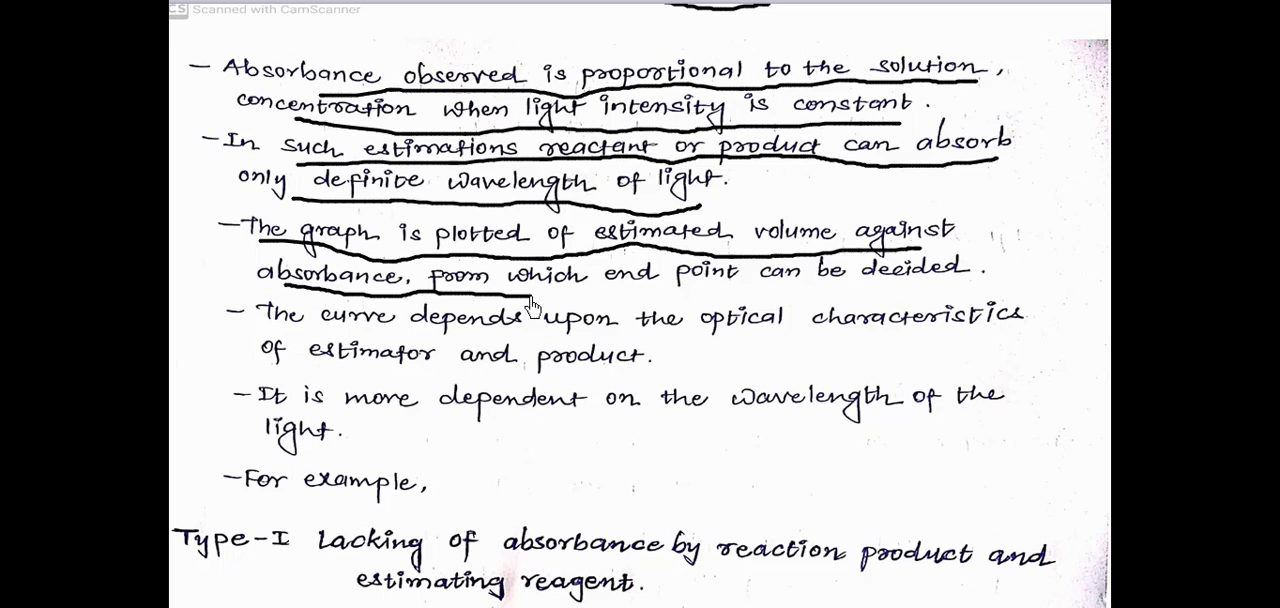 CS Scanned with CamScanner
- Absorbance observed is proportional to the solution,
concentration when light intensity is constant.
- In such estimations reactant or product can absorb
only definite wavelength of light.
- The graph is plotted of estimated volume against
absorbance, from which end point can be decided.
- The curve depends upon the optical characteristics
of estimator and product.
- It is more dependent on the wavelength of the
light.
- For example,
Type-I Lacking of absorbance by reaction product and
estimating reagent.